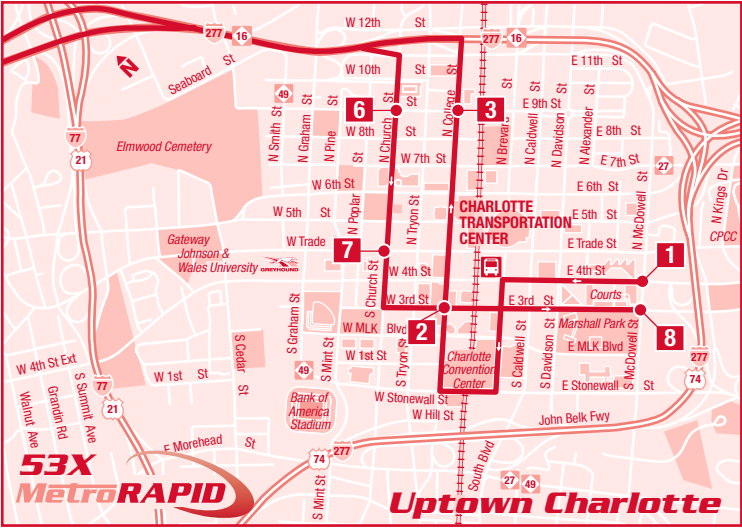 W 12th St
277
16
277
16
N
Seaboard St
W 10th St
E 11th St
49
6
3
N Smith St
N Graham St
N Pine
N Church St
N College St
N Brevard St
E 9th St
N Caldwell
N Davidson St
N Alexander St
77
21
Elmwood Cemetery
W 8th St
E 8th St
W 7th St
E 7th St
27
W 6th St
E 6th St
N Poplar St
N Tryon St
N McDowell St
N Kings Dr
CHARLOTTE
TRANSPORTATION
CENTER
W 5th St
E 5th St
CPCC
Gateway
Johnson &
Wales University
GREYHOUND
W Trade
7
E Trade St
1
W 4th St
E 4th St
Courts
S Church St
W 3rd St
E 3rd St
2
Marshall Park
8
S Graham St
S Mint St
W MLK Blvd
E MLK Blvd
S Tryon St
W 1st St
Charlotte
Convention
Center
S Caldwell St
S Davidson St
S McDowell St
277
74
W 4th St Ext
S Cedar St
W 1st St
49
E Stonewall St
77
21
Walnut Ave
Grandin Rd
S Summit Ave
Bank of
America
Stadium
W Stonewall St
W Hill St
John Belk Fwy
E Morehead St
277
74
S Mint St
South Blvd
27
49
53X
MetroRAPID
Uptown Charlotte